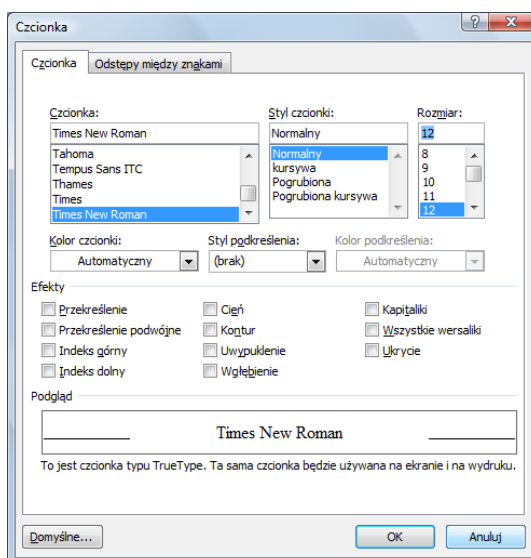 Czcionka
Czcionka Odstępy między znakami
Czcionka: Styl czcionki: Rozmiar:
Times New Roman Normalny 12
Tahoma Normalny 8
Tempus Sans ITC kursywa 9
Thames Pogrubiona 10
Times Pogrubiona kursywa 11
Times New Roman 12
Kolor czcionki: Styl podkreślenia: Kolor podkreślenia:
Automatyczny (brak) Automatyczny
Efekty
Przekreślenie Cień Kapitaliki
Przekreślenie podwójne Kontur Wszystkie wersaliki
Indeks górny Uwypuklenie Ukrycie
Indeks dolny Wgłębienie
Podgląd
Times New Roman
To jest czcionka typu TrueType. Ta sama czcionka będzie używana na ekranie i na wydruku.
Domyślne... OK Anuluj